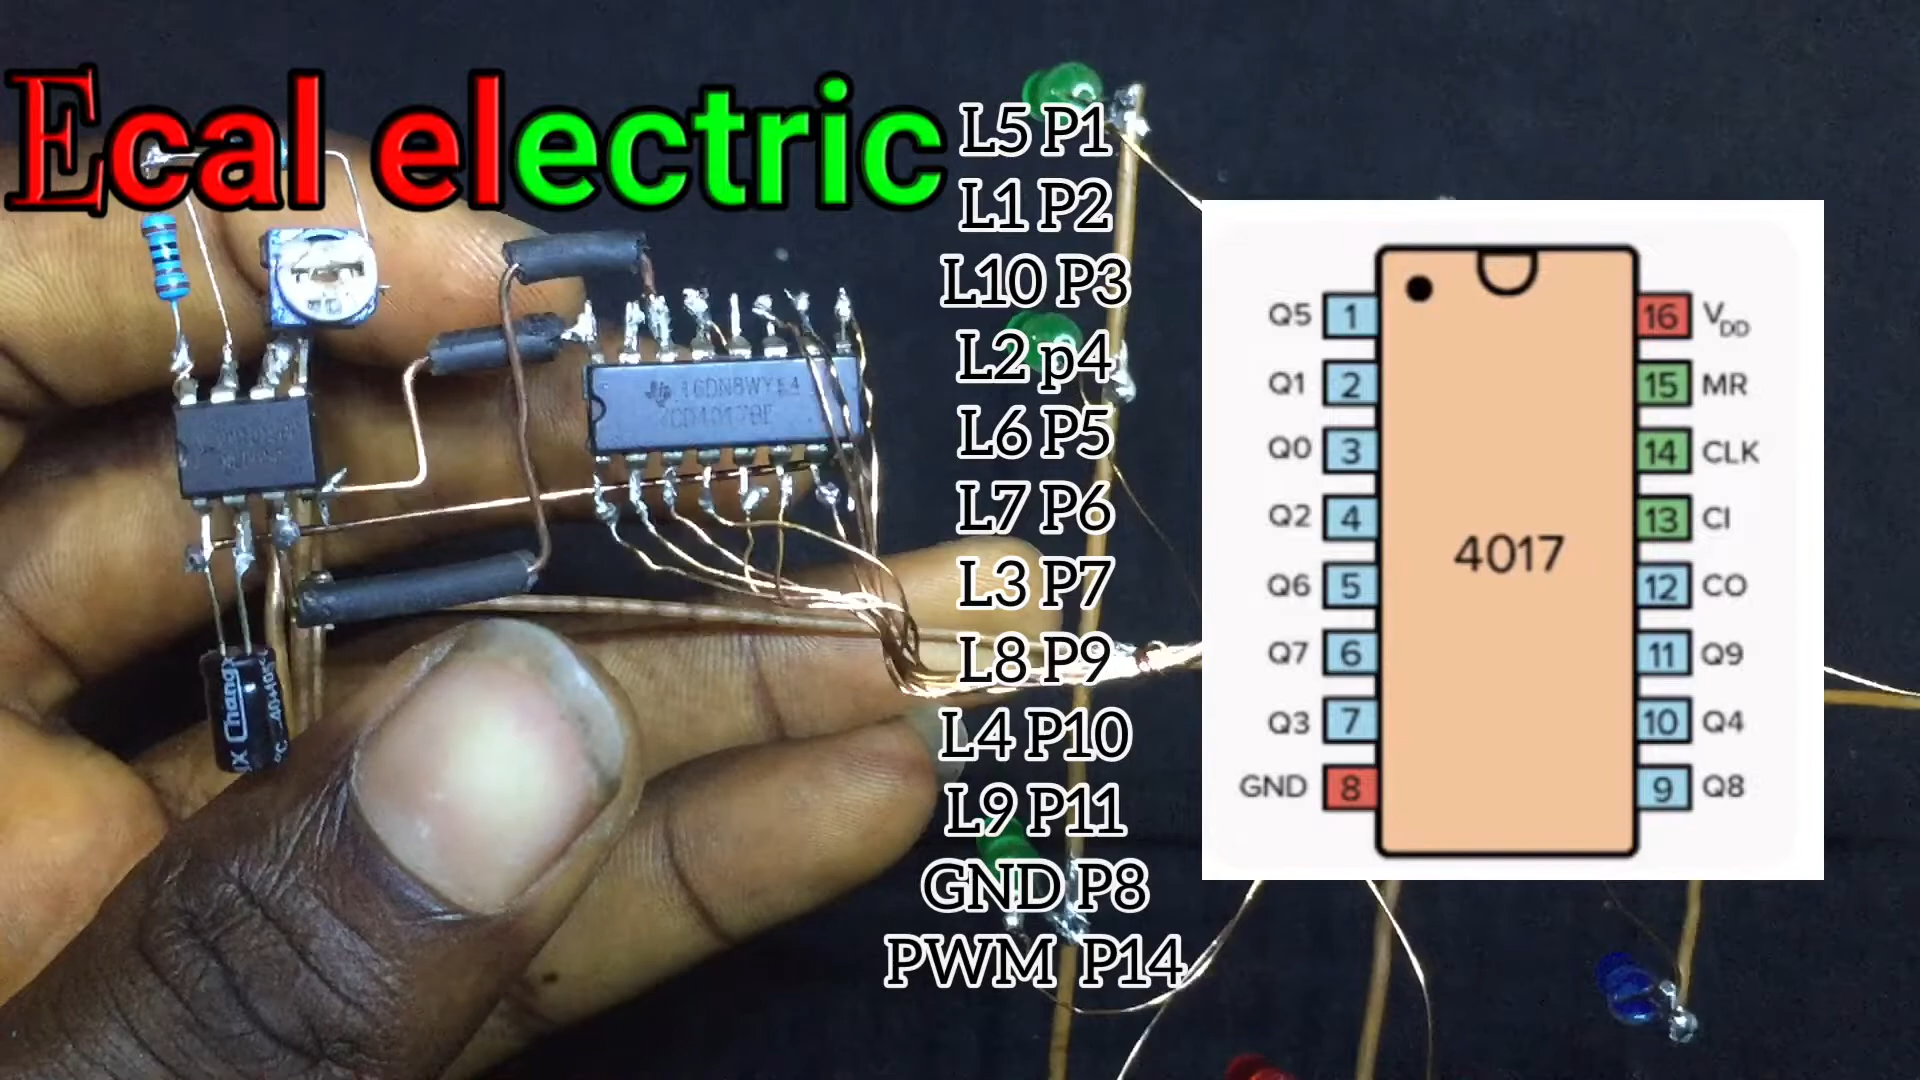 Ecal electric
L5 P1
L1 P2
L10 P3
L2 p4
L6 P5
L7 P6
L3 P7
L8 P9
L4 P10
L9 P11
GND P8
PWM P14
Q5 1
Q1 2
Q0 3
Q2 4
Q6 5
Q7 6
Q3 7
GND 8
4017
16 VDD
15 MR
14 CLK
13 CI
12 CO
11 Q9
10 Q4
9 Q8
CD4017BE
Chang